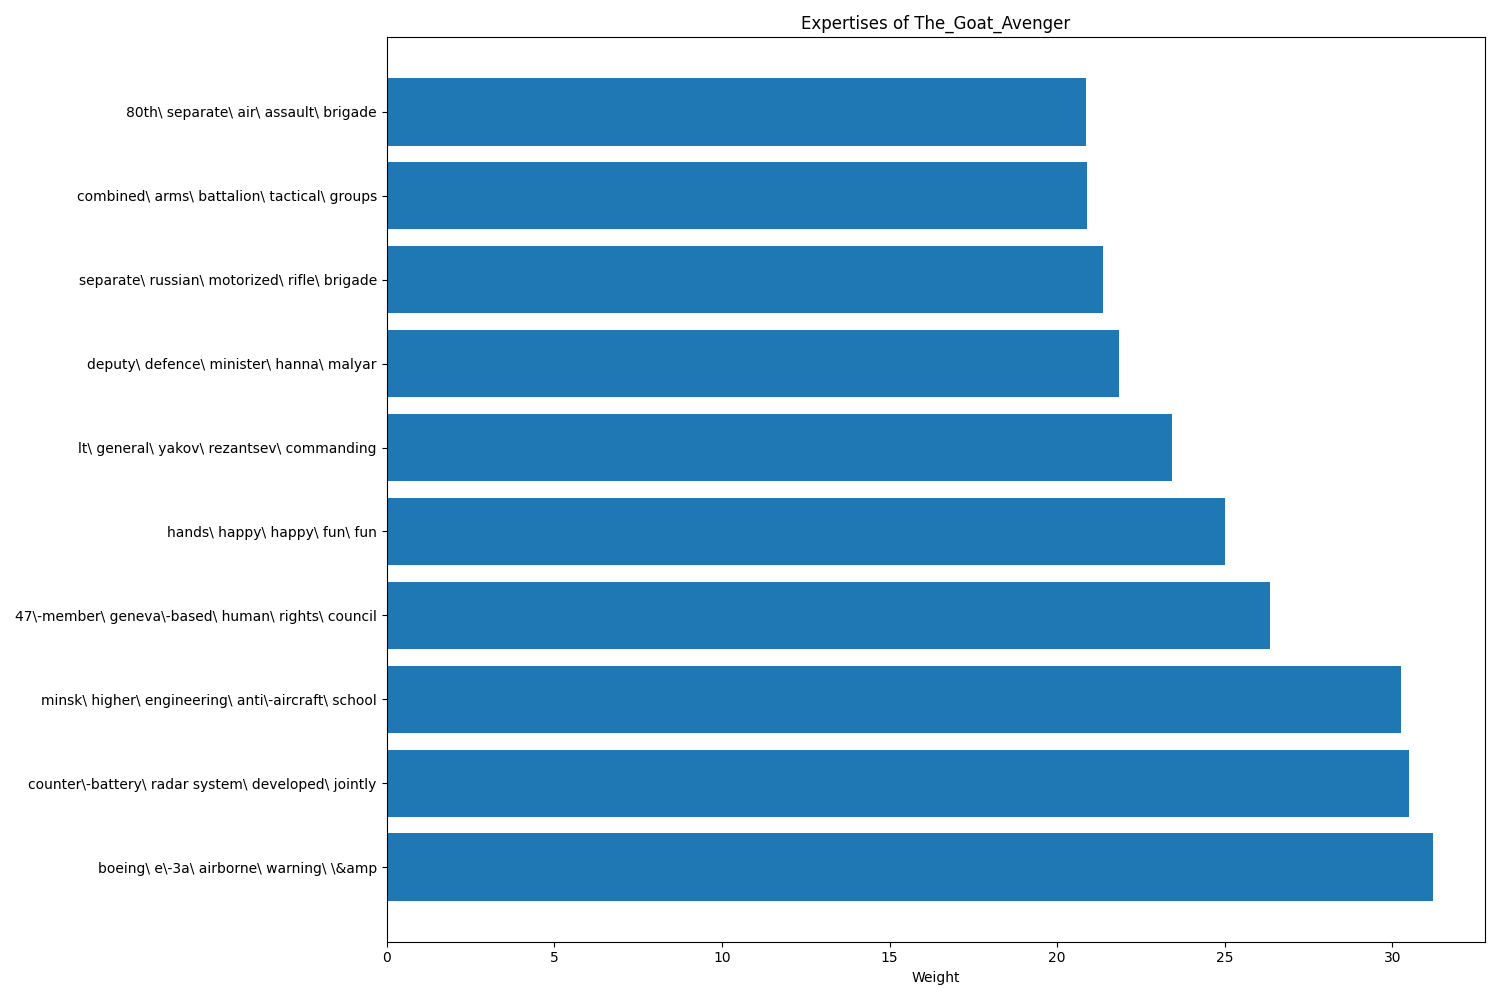 Expertises of The_Goat_Avenger
80th\ separate\ air\ assault\ brigade
combined\ arms\ battalion\ tactical\ groups
separate\ russian\ motorized\ rifle\ brigade
deputy\ defence\ minister\ hanna\ malyar
lt\ general\ yakov\ rezantsev\ commanding
hands\ happy\ happy\ fun\ fun
47\-member\ geneva\-based\ human\ rights\ council
minsk\ higher\ engineering\ anti\-aircraft\ school
counter\-battery\ radar system\ developed\ jointly
boeing\ e\-3a\ airborne\ warning\ \&amp
0 5 10 15 20 25 30
Weight